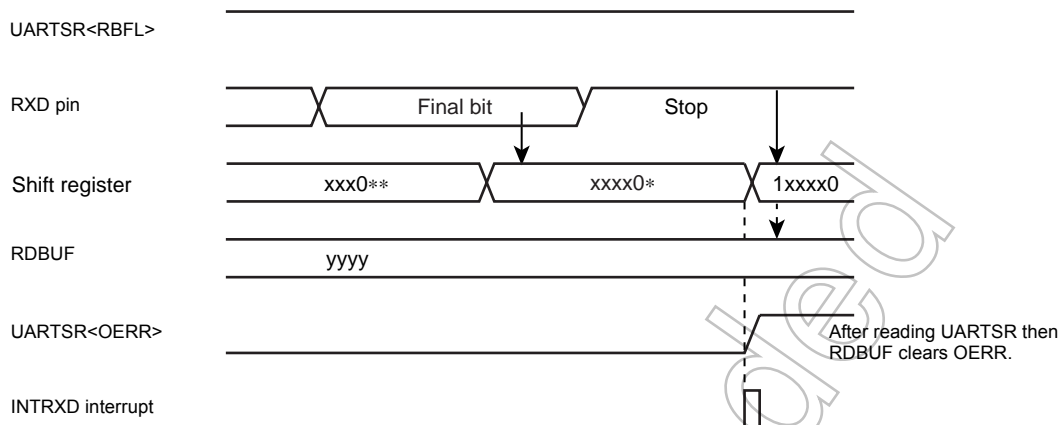 UARTSR<RBFL>
RXD pin
Final bit
Stop
Shift register
xxx0**
xxxx0*
1xxxx0
RDBUF
yyyy
UARTSR<OERR>
After reading UARTSR then
RDBUF clears OERR.
INTRXD interrupt
ded